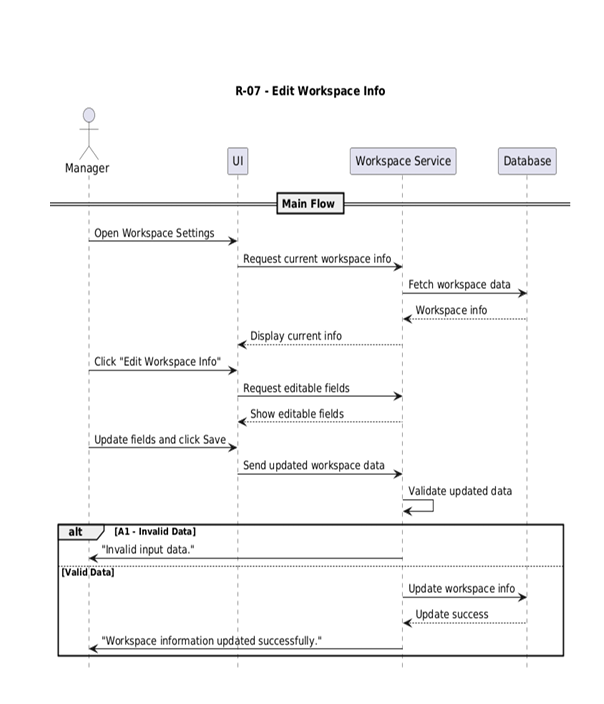 R-07 - Edit Workspace Info
Manager
UI
Workspace Service
Database
Main Flow
Open Workspace Settings
Request current workspace info
Fetch workspace data
Workspace info
Display current info
Click "Edit Workspace Info"
Request editable fields
Show editable fields
Update fields and click Save
Send updated workspace data
Validate updated data
alt [A1 - Invalid Data]
"Invalid input data."
[Valid Data]
Update workspace info
Update success
"Workspace information updated successfully."